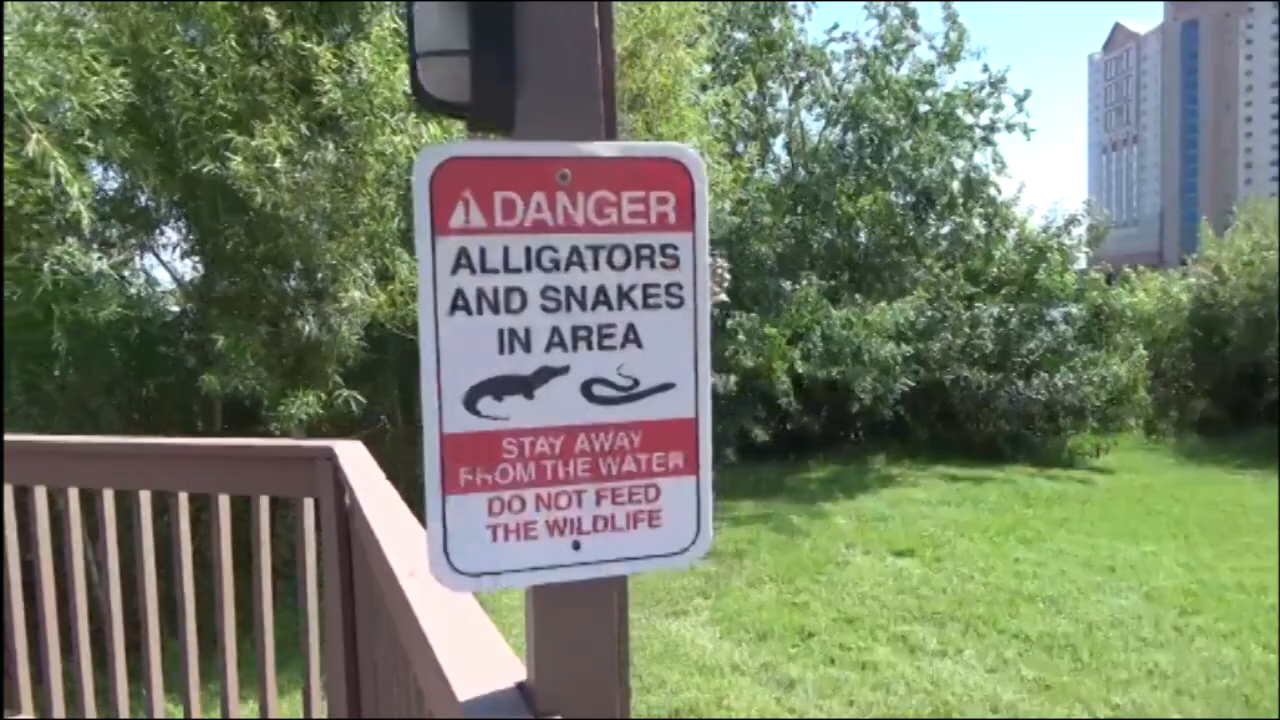 DANGER
ALLIGATORS
AND SNAKES
IN AREA
STAY AWAY
FROM THE WATER
DO NOT FEED
THE WILDLIFE